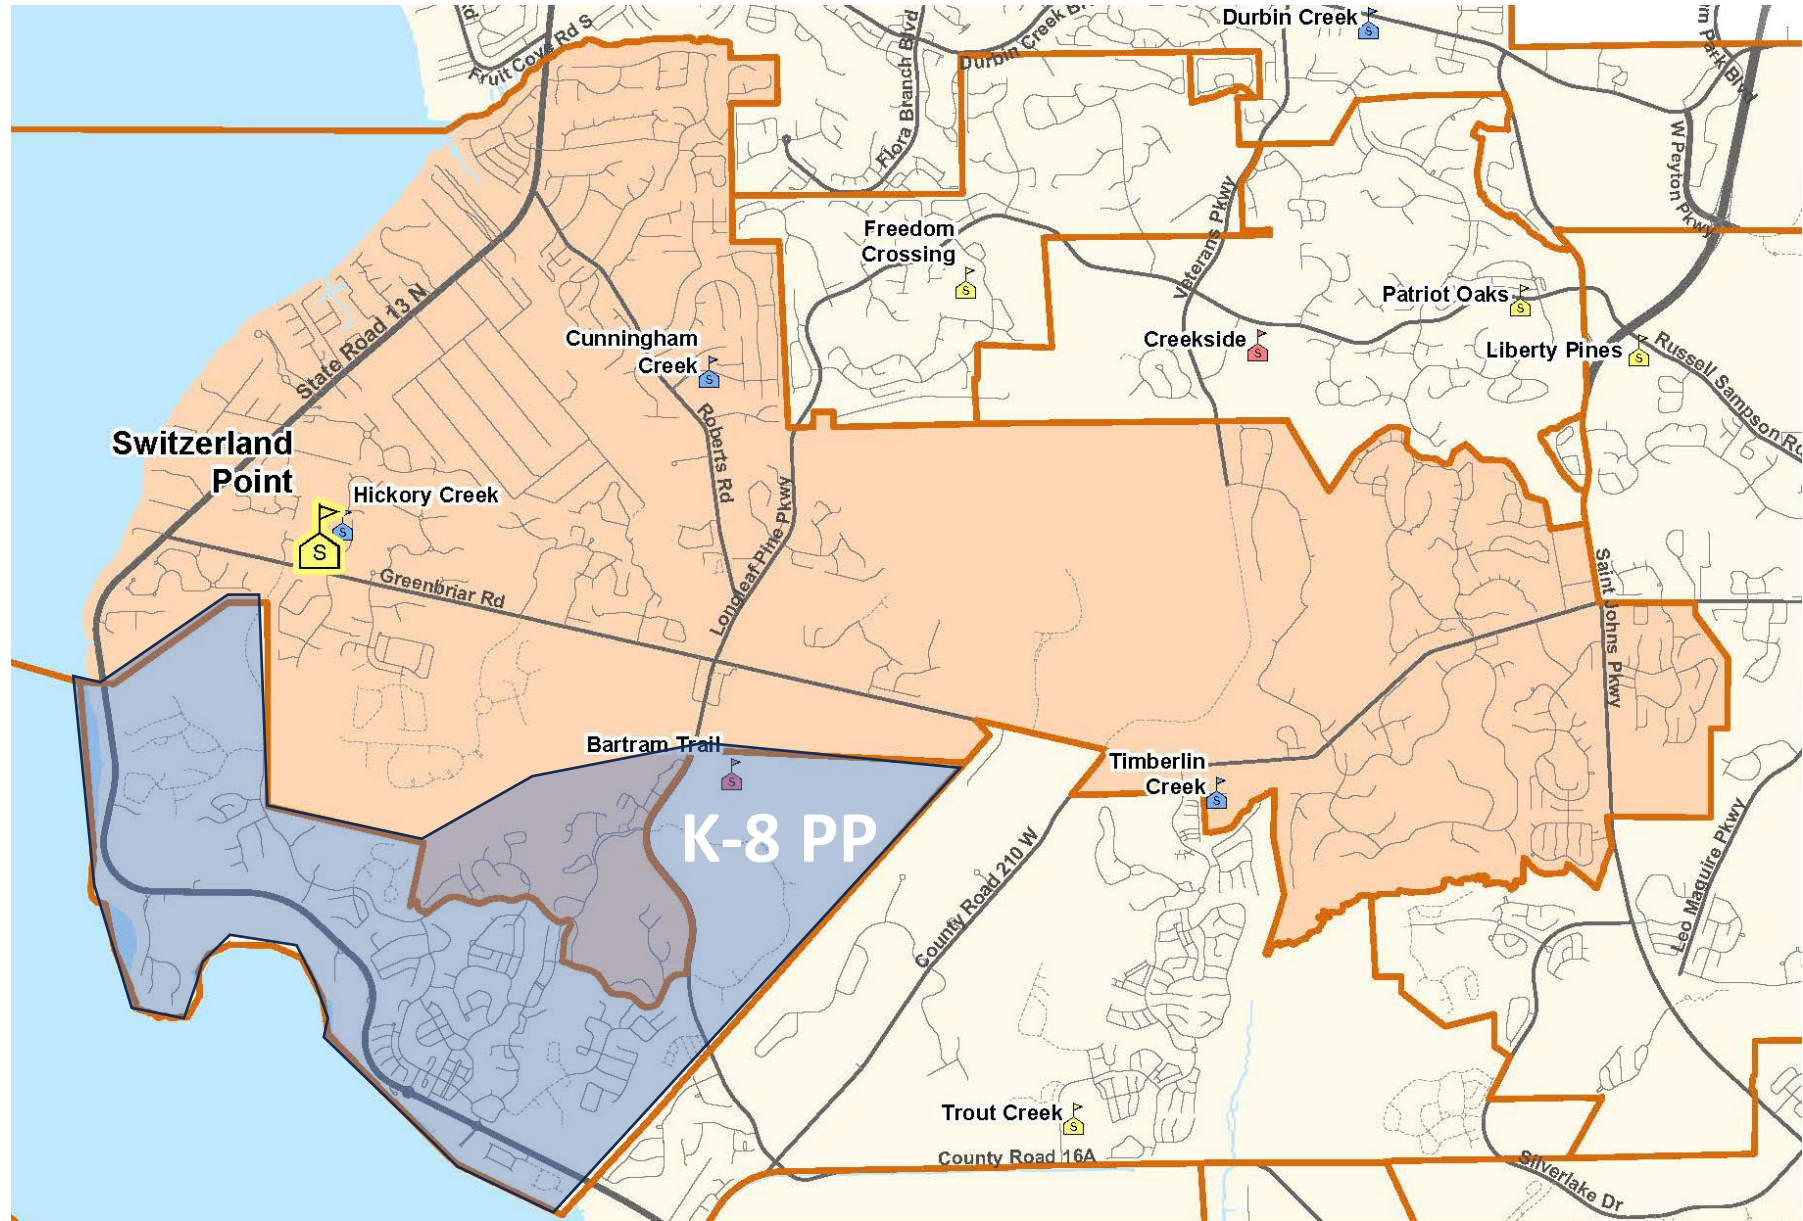 Durbin Creek
Fruit Cove Rd S
Flora Branch Blvd
Durbin Creek
W Peyton Pkwy
Veterans Pkwy
Freedom
Crossing
State Road 13 N
Patriot Oaks
Cunningham
Creek
Creekside
Liberty Pines
Russell Sampson Rd
Roberts Rd
Switzerland
Point
Hickory Creek
S
Longleaf Pine Pkwy
Greenbriar Rd
Saint Johns Pkwy
Bartram Trail
Timberlin
Creek
K-8 PP
County Road 210 W
Leo Maguire Pkwy
Trout Creek
County Road 16A
Silverlake Dr